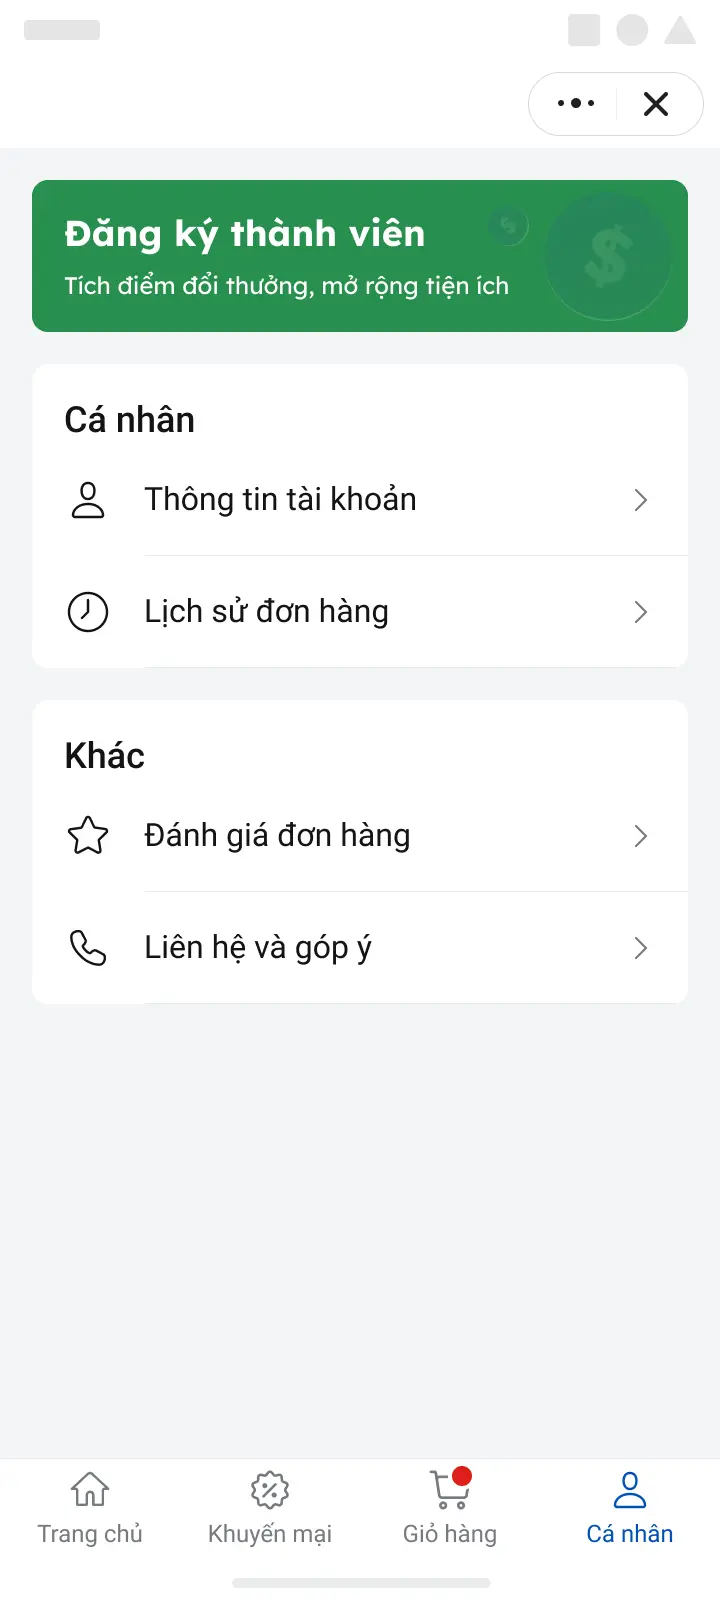 Đăng ký thành viên
Tích điểm đổi thưởng, mở rộng tiện ích
Cá nhân
Thông tin tài khoản
Lịch sử đơn hàng
Khác
Đánh giá đơn hàng
Liên hệ và góp ý
Trang chủ
Khuyến mại
Giỏ hàng
Cá nhân